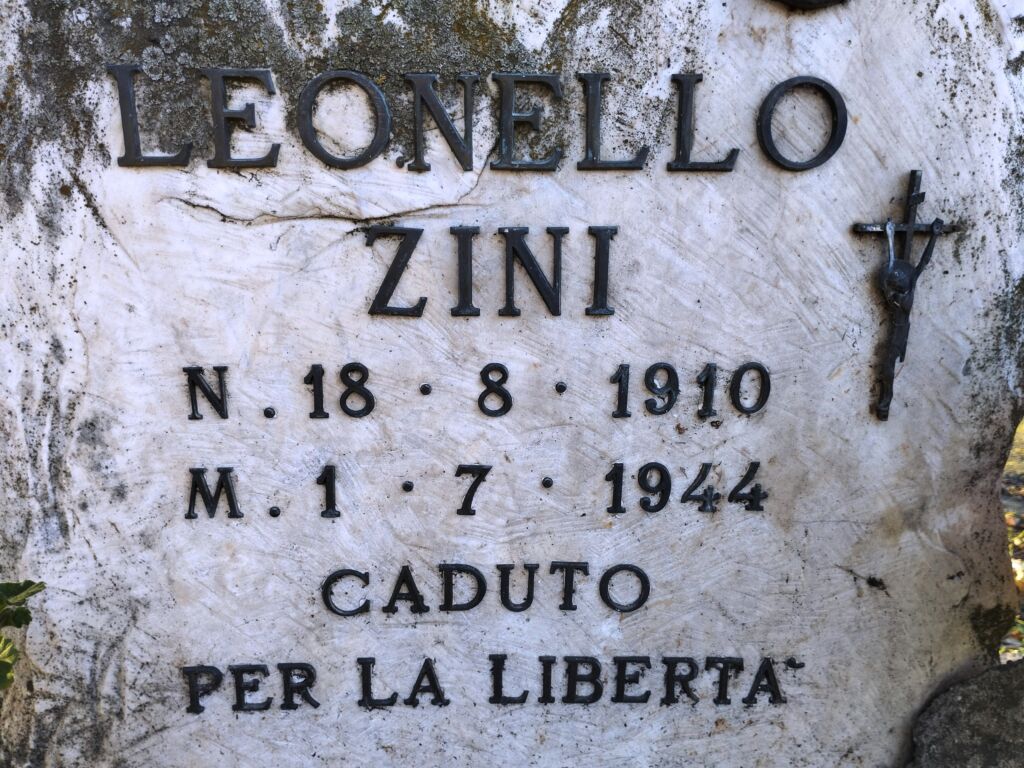 LEONELLO
ZINI
N. 18 · 8 · 1910
M. 1 · 7 · 1944
CADUTO
PER LA LIBERTA~